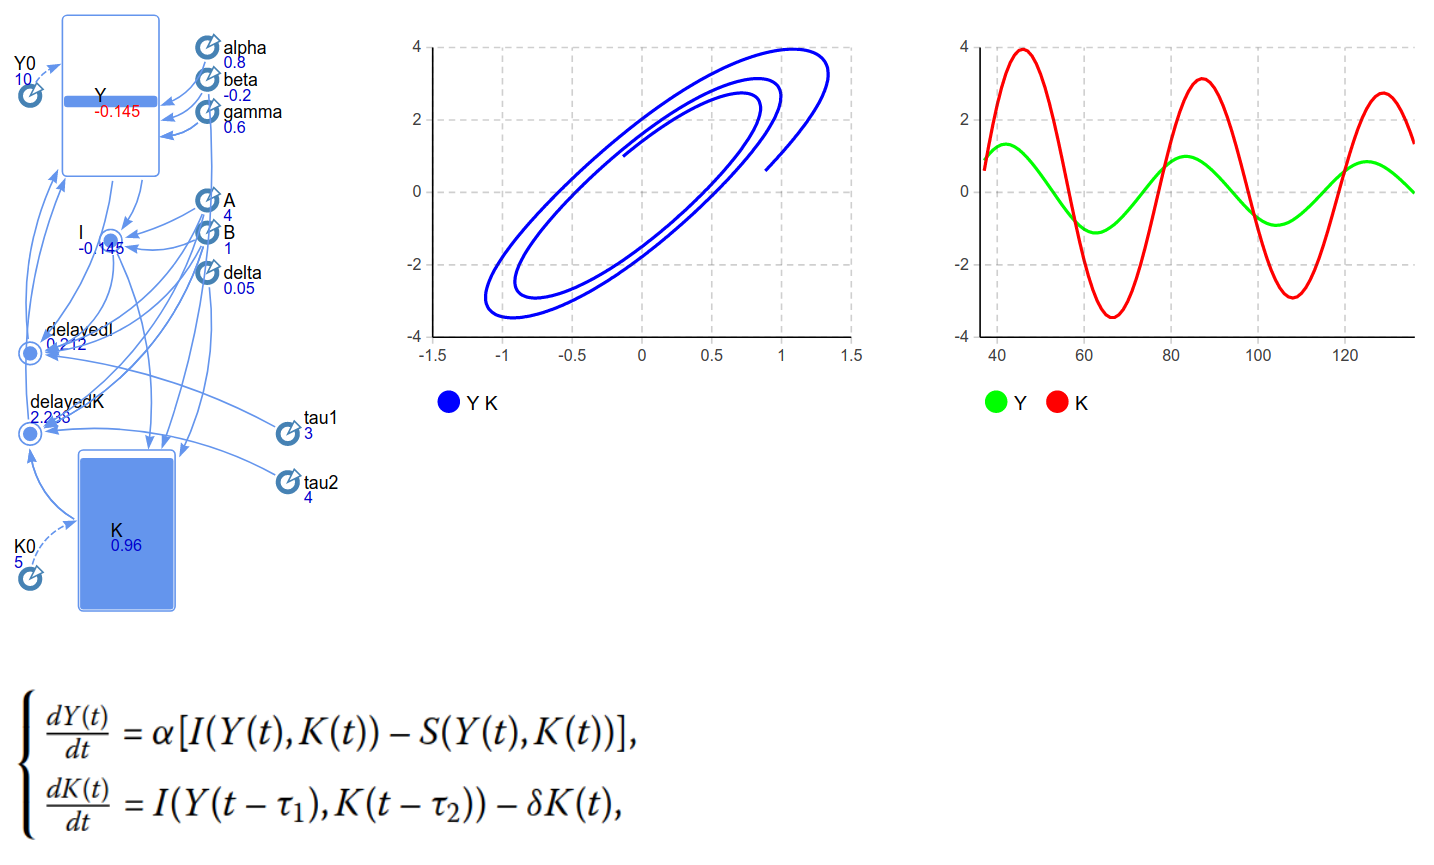 alpha
0.8
Y0
10
beta
-0.2
Y
-0.145
gamma
0.6
A
4
I
-0.145
B
1
delta
0.05
delayedI
0.212
delayedK
2.238
tau1
3
tau2
4
K
0.96
K0
5
4
2
0
-2
-4
-1.5 -1 -0.5 0 0.5 1 1.5
Y K
4
2
0
-2
-4
40 60 80 100 120
Y K
dY(t)/dt = α[I(Y(t), K(t)) − S(Y(t), K(t))],
dK(t)/dt = I(Y(t − τ₁), K(t − τ₂)) − δK(t),